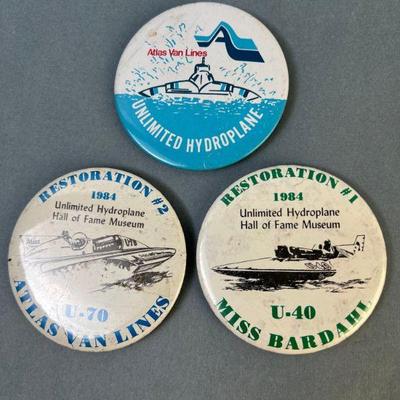 Atlas Van Lines
UNLIMITED HYDROPLANE
RESTORATION #2
1984
Unlimited Hydroplane
Hall of Fame Museum
U-70
ATLAS VAN LINES
RESTORATION #1
1984
Unlimited Hydroplane
Hall of Fame Museum
U-40
MISS BARDAHL